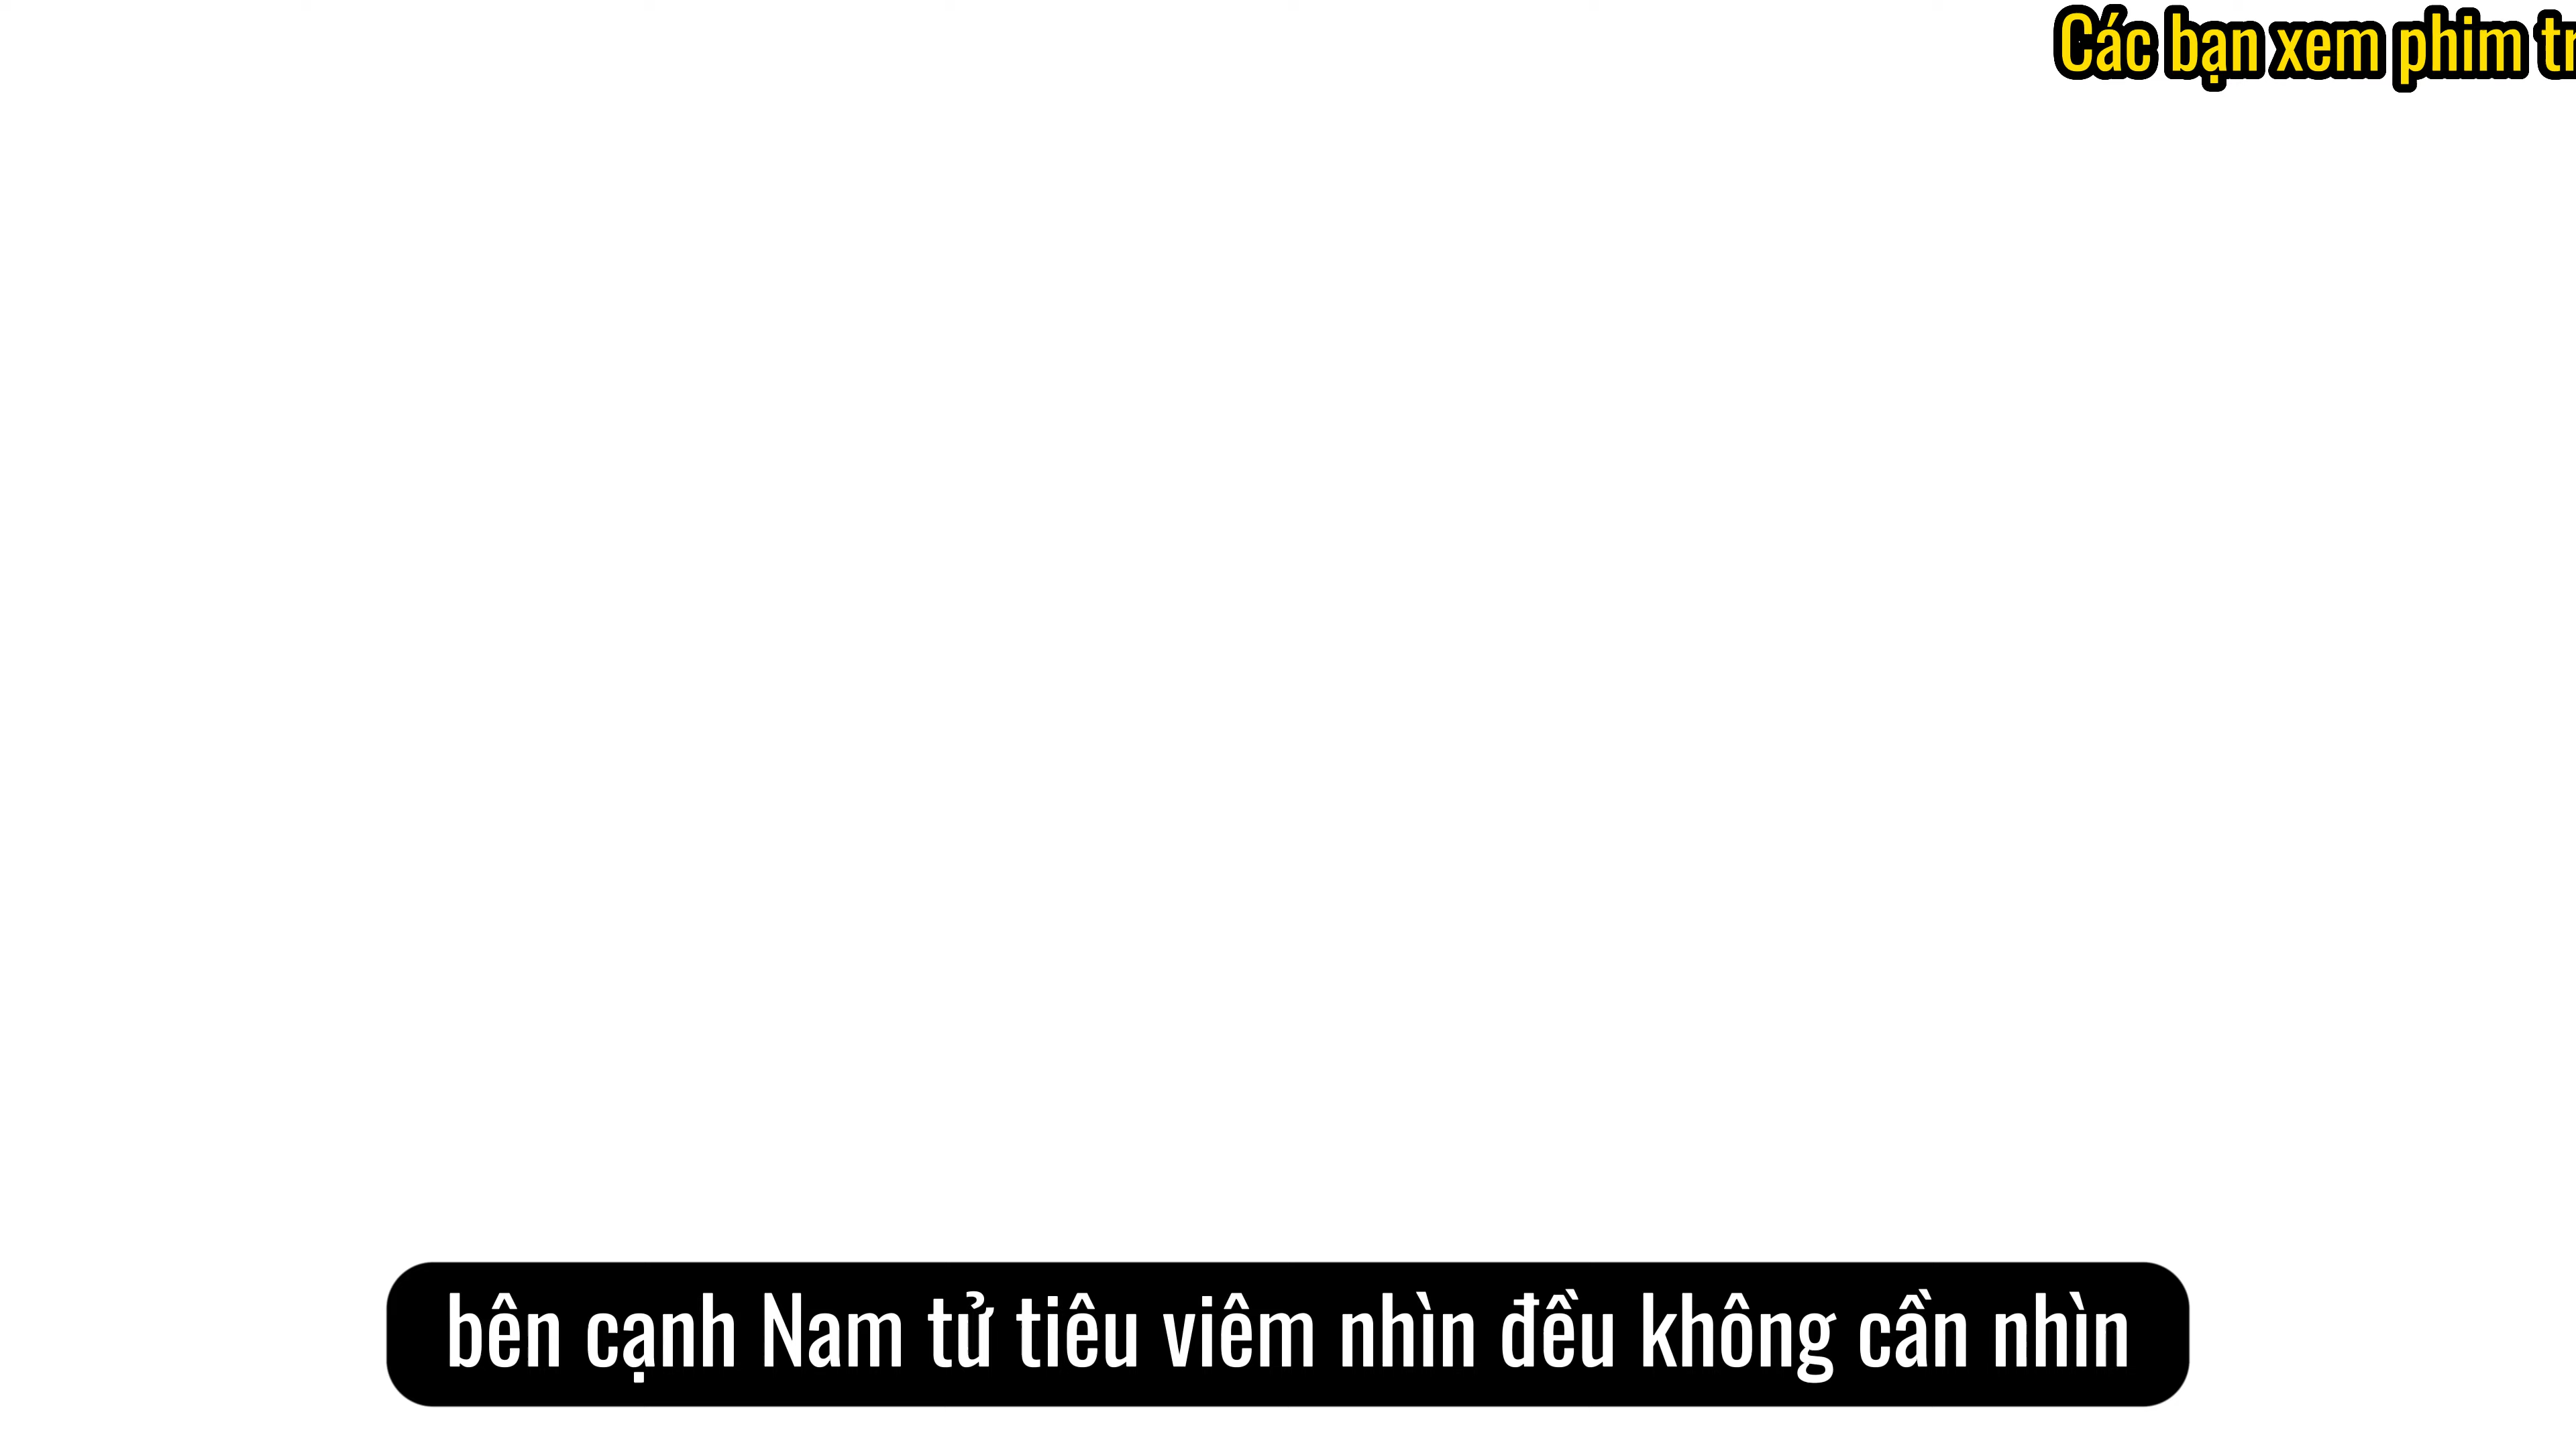 Các bạn xem phim
bên cạnh Nam tử tiêu viêm nhìn đều không cần nhìn